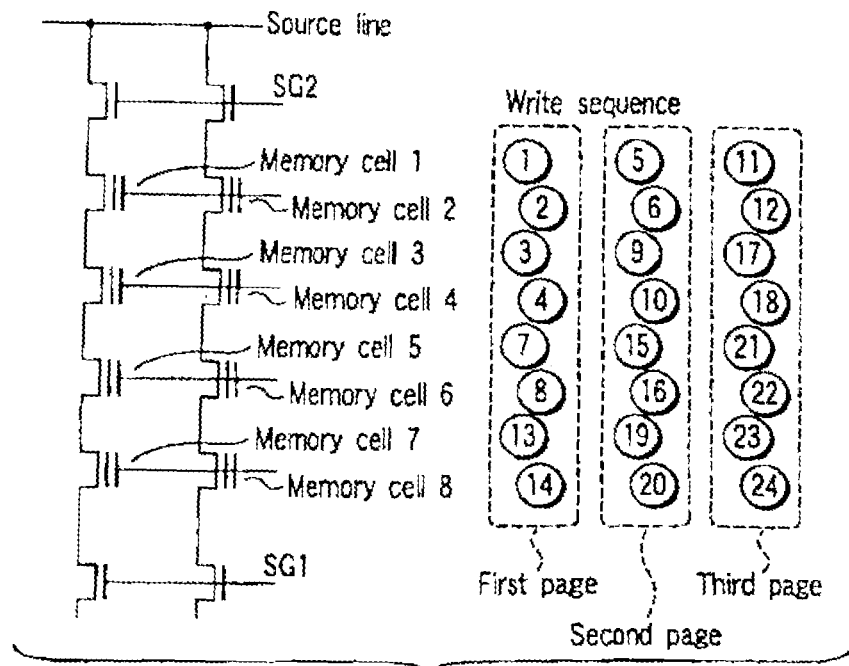 Source line
SG2
Write sequence
Memory cell 1
1 5 11
Memory cell 2
2 6 12
Memory cell 3
3 9 17
Memory cell 4
4 10 18
Memory cell 5
7 15 21
Memory cell 6
8 16 22
Memory cell 7
13 19 23
Memory cell 8
14 20 24
SG1
First page
Third page
Second page